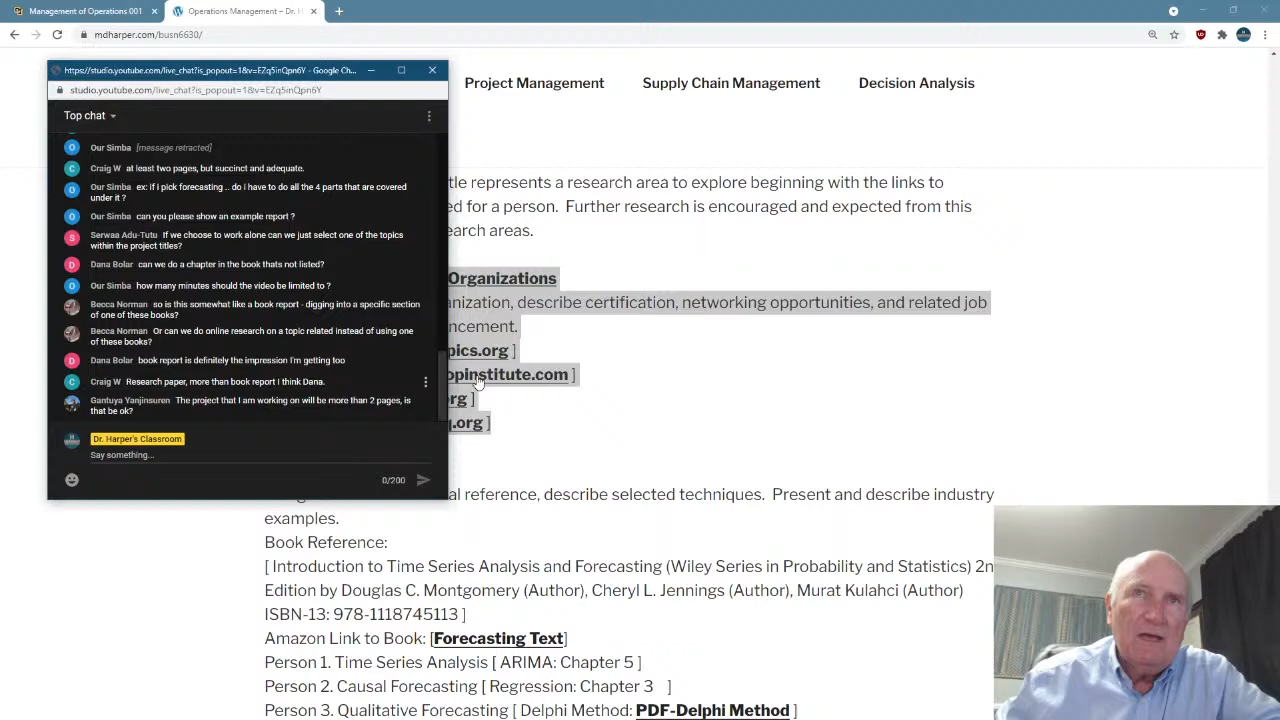 Management of Operations 001
Operations Management – Dr. H
mdharper.com/busn6630/
https://studio.youtube.com/live_chat?is_popout=1&v=EZq5inQpn6Y - Google Ch...
studio.youtube.com/live_chat?is_popout=1&v=EZq5inQpn6Y
Top chat
Our Simba [message retracted]
Craig W at least two pages, but succinct and adequate.
Our Simba ex: if i pick forecasting .. do i have to do all the 4 parts that are covered
under it ?
Our Simba can you please show an example report ?
Serwaa Adu-Tutu If we choose to work alone can we just select one of the topics
within the project titles?
Dana Bolar can we do a chapter in the book thats not listed?
Our Simba how many minutes should the video be limited to ?
Becca Norman so is this somewhat like a book report - digging into a specific section
of one of these books?
Becca Norman Or can we do online research on a topic related instead of using one
of these books?
Dana Bolar book report is definitely the impression I'm getting too
Craig W Research paper, more than book report I think Dana.
Gantuya Yanjinsuren The project that I am working on will be more than 2 pages, is
that be ok?
Dr. Harper's Classroom
Say something...
0/200
Project Management Supply Chain Management Decision Analysis
tle represents a research area to explore beginning with the links to
ed for a person. Further research is encouraged and expected from this
earch areas.
Organizations
anization, describe certification, networking opportunities, and related job
ncement.
pics.org ]
opinstitute.com ]
org ]
q.org ]
al reference, describe selected techniques. Present and describe industry
examples.
Book Reference:
[ Introduction to Time Series Analysis and Forecasting (Wiley Series in Probability and Statistics) 2n
Edition by Douglas C. Montgomery (Author), Cheryl L. Jennings (Author), Murat Kulahci (Author)
ISBN-13: 978-1118745113 ]
Amazon Link to Book: [Forecasting Text]
Person 1. Time Series Analysis [ ARIMA: Chapter 5 ]
Person 2. Causal Forecasting [ Regression: Chapter 3 ]
Person 3. Qualitative Forecasting [ Delphi Method: PDF-Delphi Method ]